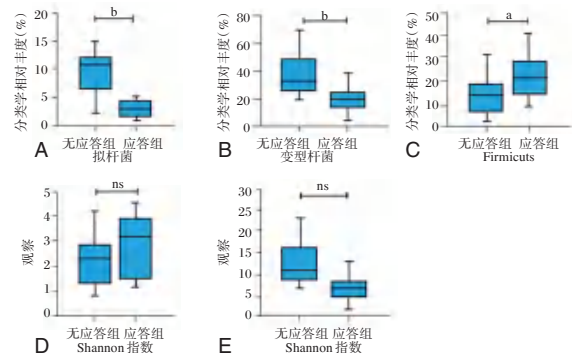 b
分类学相对丰度(%)
20
15
10
5
0
无应答组 应答组
A 拟杆菌
b
分类学相对丰度(%)
80
60
40
20
0
无应答组 应答组
B 变型杆菌
a
分类学相对丰度(%)
50
40
30
20
10
0
无应答组 应答组
C Firmicuts
ns
观察
5
4
3
2
1
0
无应答组 应答组
D Shannon 指数
ns
观察
30
25
20
15
10
5
0
无应答组 应答组
E Shannon 指数